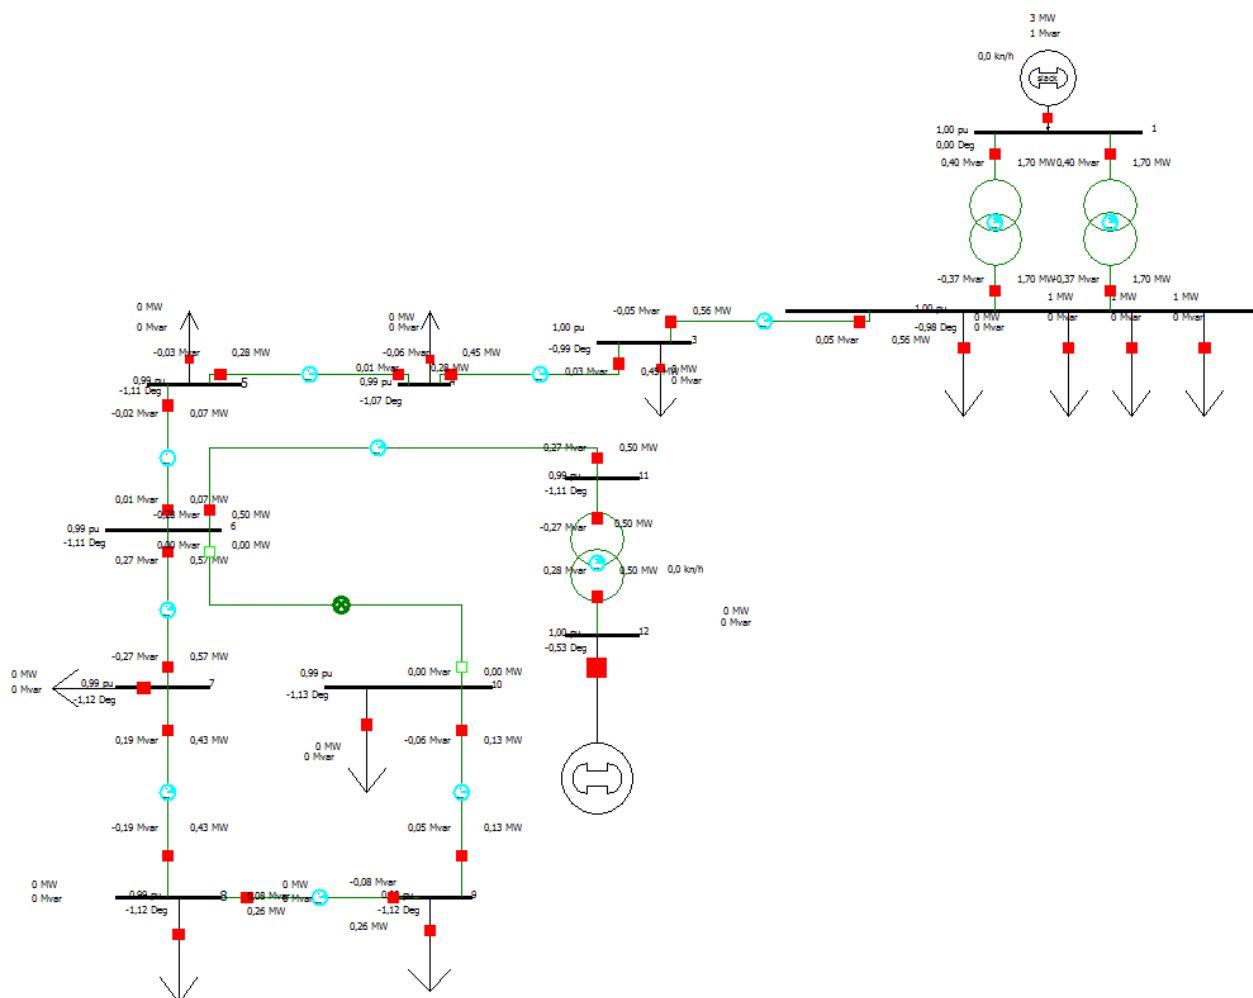 3 MW
1 Mvar
0,0 kn/h
slack
1,00 pu
1
0,00 Deg
0,40 Mvar
1,70 MW
0,40 Mvar
1,70 MW
-0,37 Mvar
1,70 MW
-0,37 Mvar
1,70 MW
1,00 pu
-0,98 Deg
0 MW
0 Mvar
1 MW
0 Mvar
1 MW
0 Mvar
1 MW
0 Mvar
0,05 Mvar
0,56 MW
-0,05 Mvar
0,56 MW
1,00 pu
3
-0,99 Deg
0,03 Mvar
0,45 MW
0 MW
0 Mvar
0 MW
0 Mvar
-0,06 Mvar
0,45 MW
0,01 Mvar
0,28 MW
0,99 pu
-1,07 Deg
0 MW
0 Mvar
-0,03 Mvar
0,28 MW
0,99 pu
5
-1,11 Deg
-0,02 Mvar
0,07 MW
0,01 Mvar
0,07 MW
-0,28 Mvar
0,50 MW
0,99 pu
6
-1,11 Deg
0,00 Mvar
0,00 MW
0,27 Mvar
0,57 MW
0,27 Mvar
0,50 MW
0,99 pu
11
-1,11 Deg
-0,27 Mvar
0,50 MW
0,28 Mvar
0,50 MW
0,0 kn/h
0 MW
0 Mvar
1,00 pu
12
-0,53 Deg
-0,27 Mvar
0,57 MW
0 MW
0 Mvar
0,99 pu
7
-1,12 Deg
0,19 Mvar
0,43 MW
0,99 pu
-1,13 Deg
0,00 Mvar
0,00 MW
10
0 MW
0 Mvar
-0,06 Mvar
0,13 MW
-0,19 Mvar
0,43 MW
0,05 Mvar
0,13 MW
0 MW
0 Mvar
0,99 pu
8
-1,12 Deg
0,08 Mvar
0,26 MW
0 MW
0 Mvar
-0,08 Mvar
0,26 MW
pu
9
-1,12 Deg